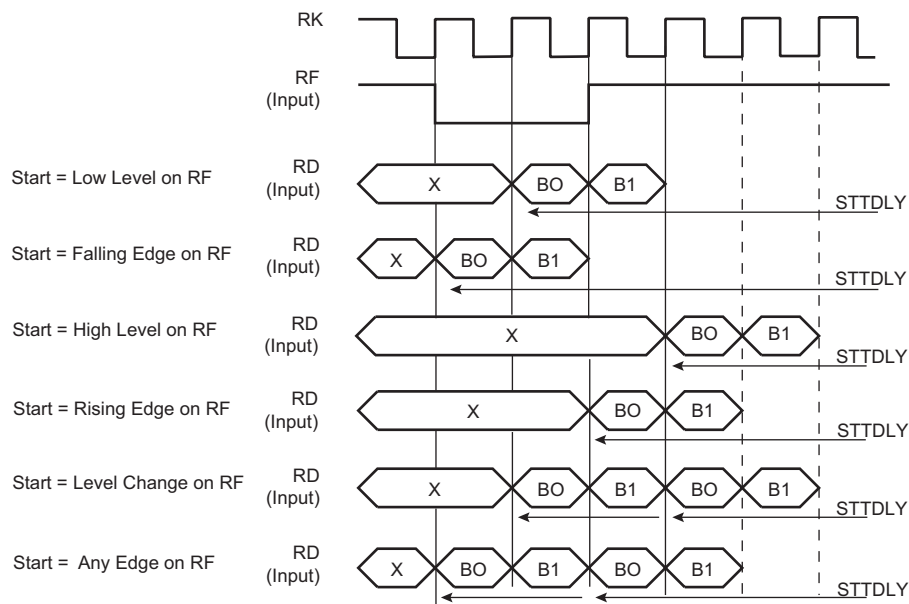 RK
RF
(Input)
Start = Low Level on RF
RD
(Input)
X
BO
B1
STTDLY
Start = Falling Edge on RF
RD
(Input)
X
BO
B1
STTDLY
Start = High Level on RF
RD
(Input)
X
BO
B1
STTDLY
Start = Rising Edge on RF
RD
(Input)
X
BO
B1
STTDLY
Start = Level Change on RF
RD
(Input)
X
BO
B1
BO
B1
STTDLY
Start = Any Edge on RF
RD
(Input)
X
BO
B1
BO
B1
STTDLY